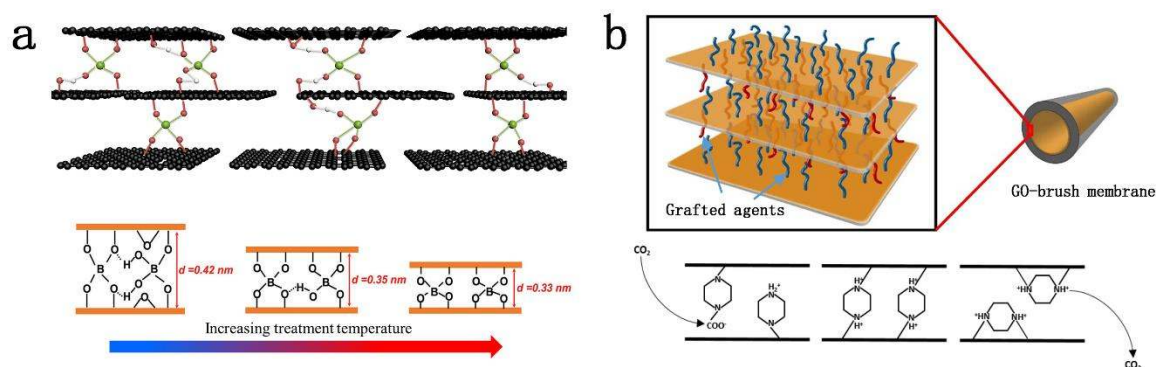 a
O O O O
B
O H O
B
O H O O
d =0.42 nm
O O O O
B B
O O H O O
d =0.35 nm
O O O O
B B
O O O O
d =0.33 nm
Increasing treatment temperature
b
Grafted agents
GO-brush membrane
CO₂
N
N
COO⁻
H₂⁺
N
N
H⁺
N
N
H⁺
H⁺
N
N
H⁺
⁺HN NH⁺
⁺HN NH⁺